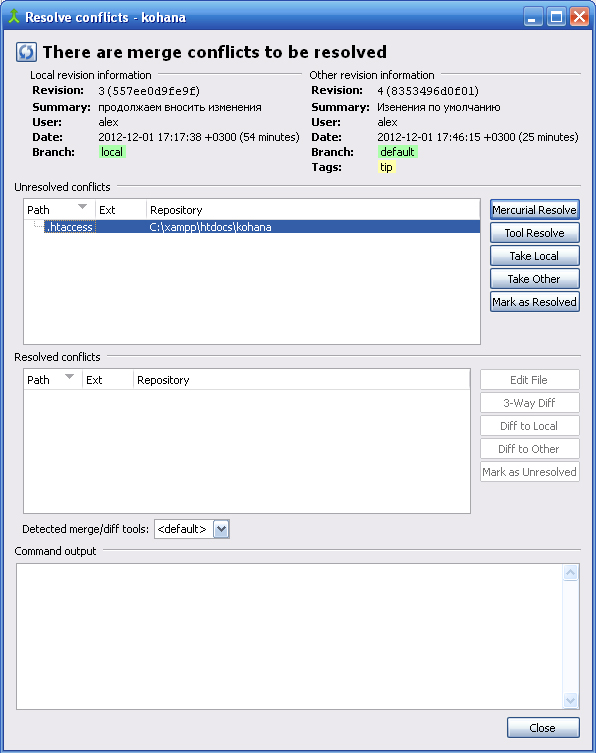 Resolve conflicts - kohana
There are merge conflicts to be resolved
Local revision information
Revision: 3 (557ee0d9fe9f)
Summary: продолжаем вносить изменения
User: alex
Date: 2012-12-01 17:17:38 +0300 (54 minutes)
Branch: local
Other revision information
Revision: 4 (8353496d0f01)
Summary: Изенения по умолчанию
User: alex
Date: 2012-12-01 17:46:15 +0300 (25 minutes)
Branch: default
Tags: tip
Unresolved conflicts
Path Ext Repository
.htaccess C:\xampp\htdocs\kohana
Mercurial Resolve
Tool Resolve
Take Local
Take Other
Mark as Resolved
Resolved conflicts
Path Ext Repository
Edit File
3-Way Diff
Diff to Local
Diff to Other
Mark as Unresolved
Detected merge/diff tools: <default>
Command output
Close